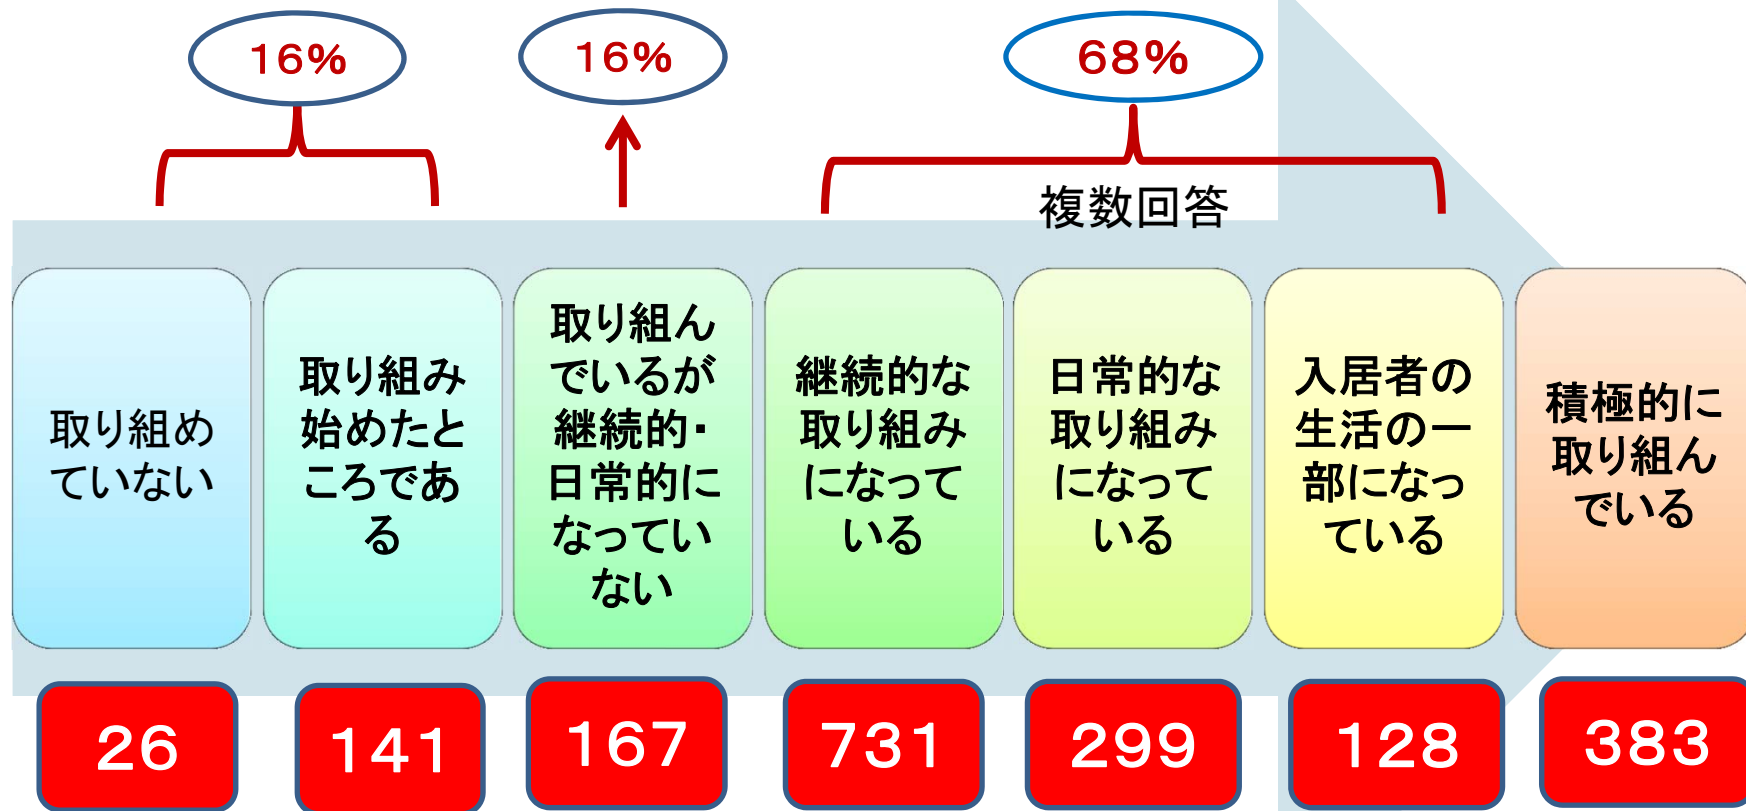 16%
16%
68%
複数回答
取り組め
ていない
取り組み
始めたと
ころであ
る
取り組ん
でいるが
継続的・
日常的に
なってい
ない
継続的な
取り組み
になって
いる
日常的な
取り組み
になって
いる
入居者の
生活の一
部になっ
ている
積極的に
取り組ん
でいる
26
141
167
731
299
128
383